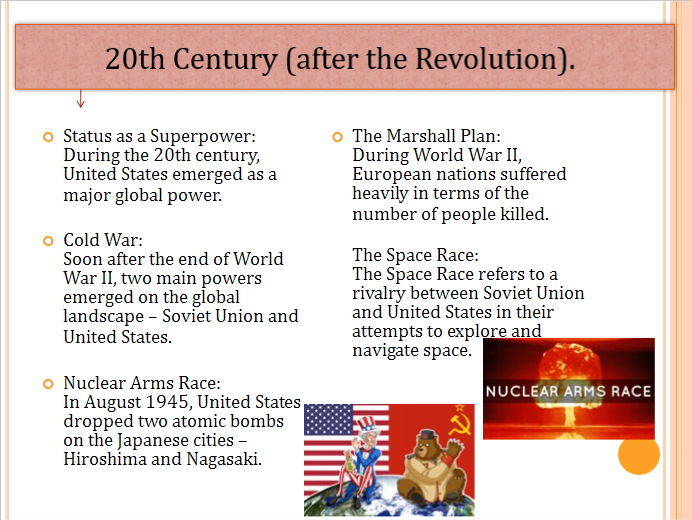 20th Century (after the Revolution).
Status as a Superpower:
During the 20th century,
United States emerged as a
major global power.
Cold War:
Soon after the end of World
War II, two main powers
emerged on the global
landscape – Soviet Union and
United States.
Nuclear Arms Race:
In August 1945, United States
dropped two atomic bombs
on the Japanese cities –
Hiroshima and Nagasaki.
The Marshall Plan:
During World War II,
European nations suffered
heavily in terms of the
number of people killed.
The Space Race:
The Space Race refers to a
rivalry between Soviet Union
and United States in their
attempts to explore and
navigate space.
NUCLEAR ARMS RACE